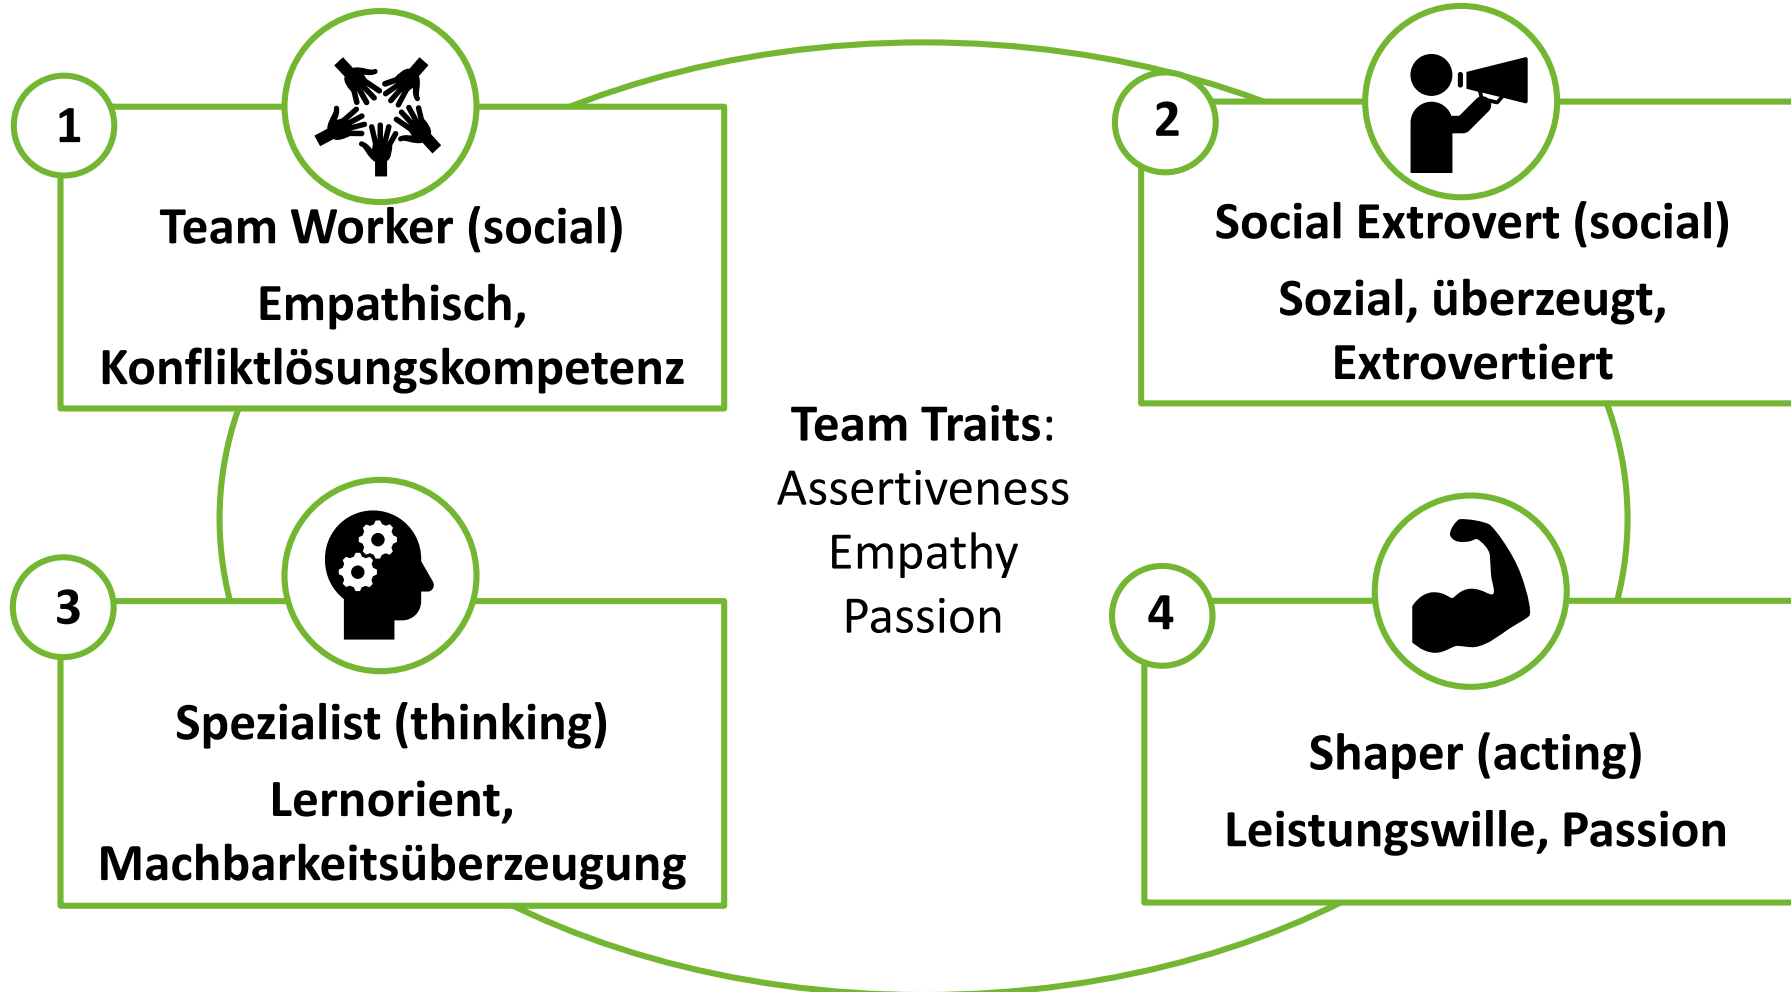 1
Team Worker (social)
Empathisch,
Konfliktlösungskompetenz
2
Social Extrovert (social)
Sozial, überzeugt,
Extrovertiert
Team Traits:
Assertiveness
Empathy
Passion
3
Spezialist (thinking)
Lernorient,
Machbarkeitsüberzeugung
4
Shaper (acting)
Leistungswille, Passion